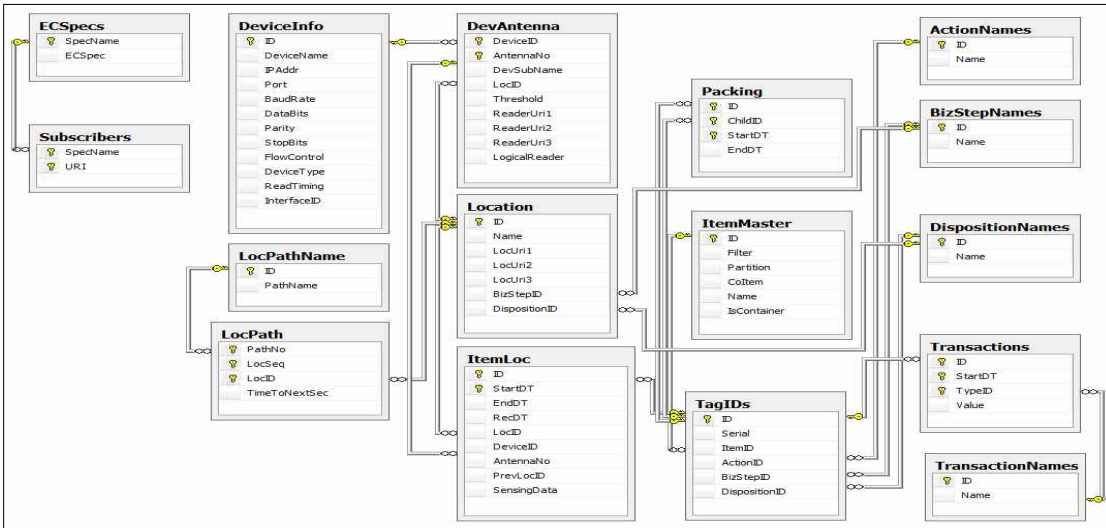 ECSpecs
SpecName
ECSpec
Subscribers
SpecName
URI
DeviceInfo
ID
DeviceName
IPAddr
Port
BaudRate
DataBits
Parity
StopBits
FlowControl
DeviceType
ReadTiming
InterfaceID
LocPathName
ID
PathName
LocPath
PathNo
LocSeq
LocID
TimeToNextSec
DevAntenna
DeviceID
AntennaNo
DevSubName
LocID
Threshold
ReaderUri1
ReaderUri2
ReaderUri3
LogicalReader
Location
ID
Name
LocUri1
LocUri2
LocUri3
BizStepID
DispositionID
ItemLoc
ID
StartDT
EndDT
RecDT
LocID
DeviceID
AntennaNo
PrevLocID
SensingData
Packing
ID
ChildID
StartDT
EndDT
ItemMaster
ID
Filter
Partition
CoItem
Name
IsContainer
TagIDs
ID
Serial
ItemID
ActionID
BizStepID
DispositionID
ActionNames
ID
Name
BizStepNames
ID
Name
DispositionNames
ID
Name
Transactions
ID
StartDT
TypeID
Value
TransactionNames
ID
Name